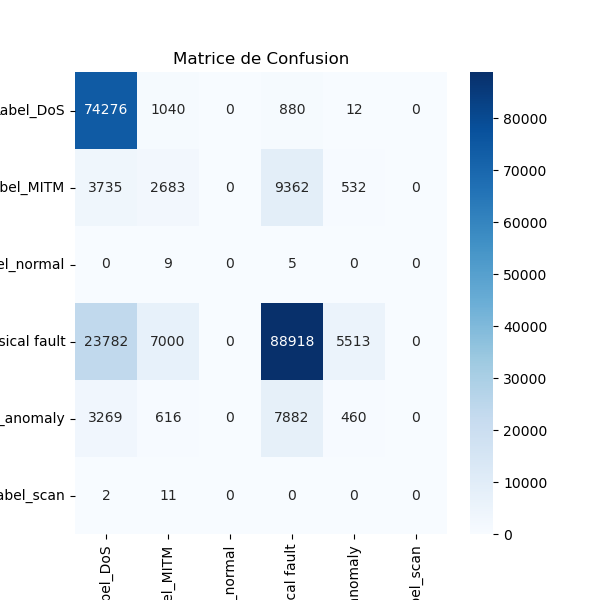 Matrice de Confusion
abel_DoS 74276 1040 0 880 12 0
bel_MITM 3735 2683 0 9362 532 0
el_normal 0 9 0 5 0 0
sical fault 23782 7000 0 88918 5513 0
_anomaly 3269 616 0 7882 460 0
abel_scan 2 11 0 0 0 0
bel_DoS el_MITM _normal cal fault anomaly el_scan
80000
70000
60000
50000
40000
30000
20000
10000
0